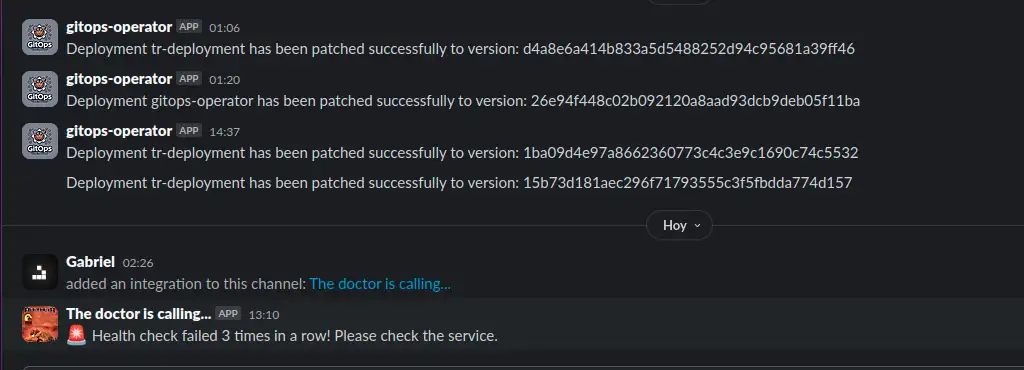 gitops-operator APP 01:06
GitOps
Deployment tr-deployment has been patched successfully to version: d4a8e6a414b833a5d5488252d94c95681a39ff46
gitops-operator APP 01:20
GitOps
Deployment gitops-operator has been patched successfully to version: 26e94f448c02b092120a8aad93dcb9deb05f11ba
gitops-operator APP 14:37
GitOps
Deployment tr-deployment has been patched successfully to version: 1ba09d4e97a8662360773c4c3e9c1690c74c5532
Deployment tr-deployment has been patched successfully to version: 15b73d181aec296f71793555c3f5fbdda774d157
Hoy
Gabriel 02:26
added an integration to this channel: The doctor is calling...
The doctor is calling... APP 13:10
🚨 Health check failed 3 times in a row! Please check the service.